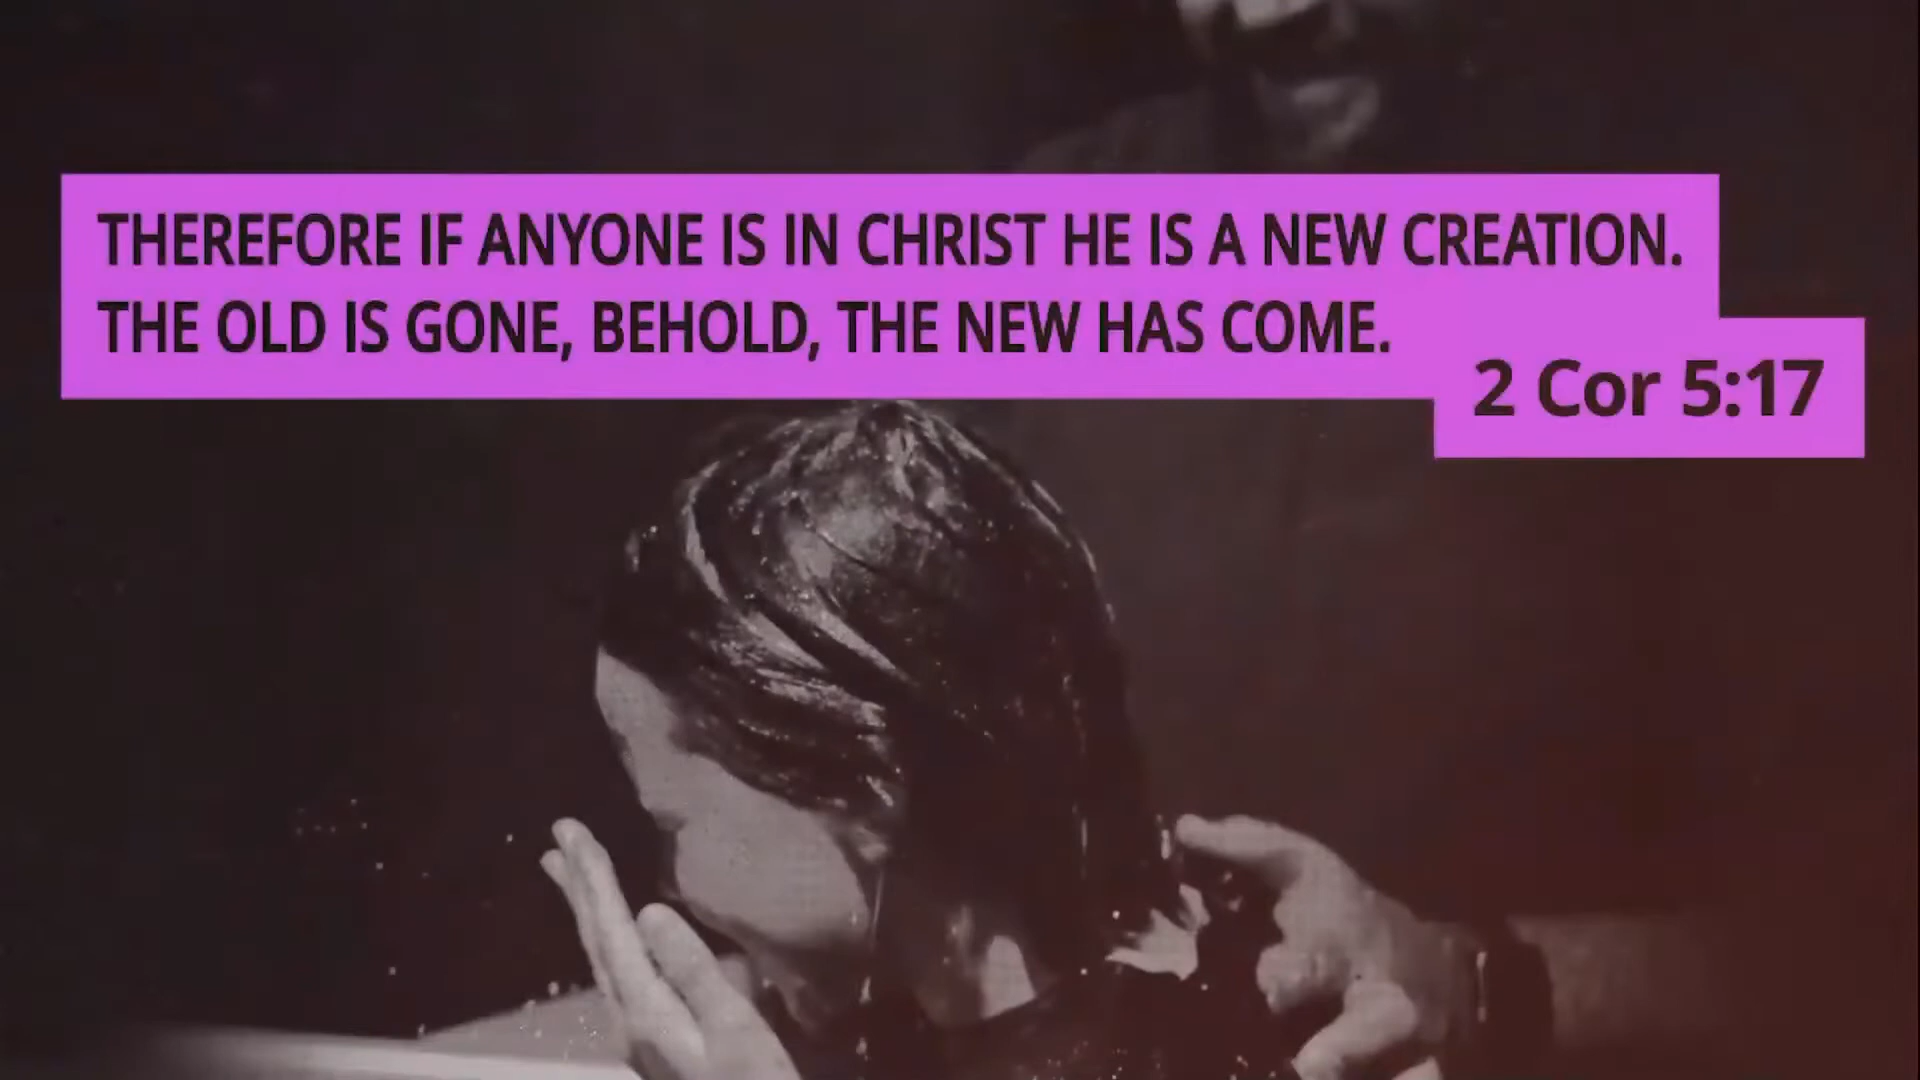 THEREFORE IF ANYONE IS IN CHRIST HE IS A NEW CREATION.
THE OLD IS GONE, BEHOLD, THE NEW HAS COME.
2 Cor 5:17